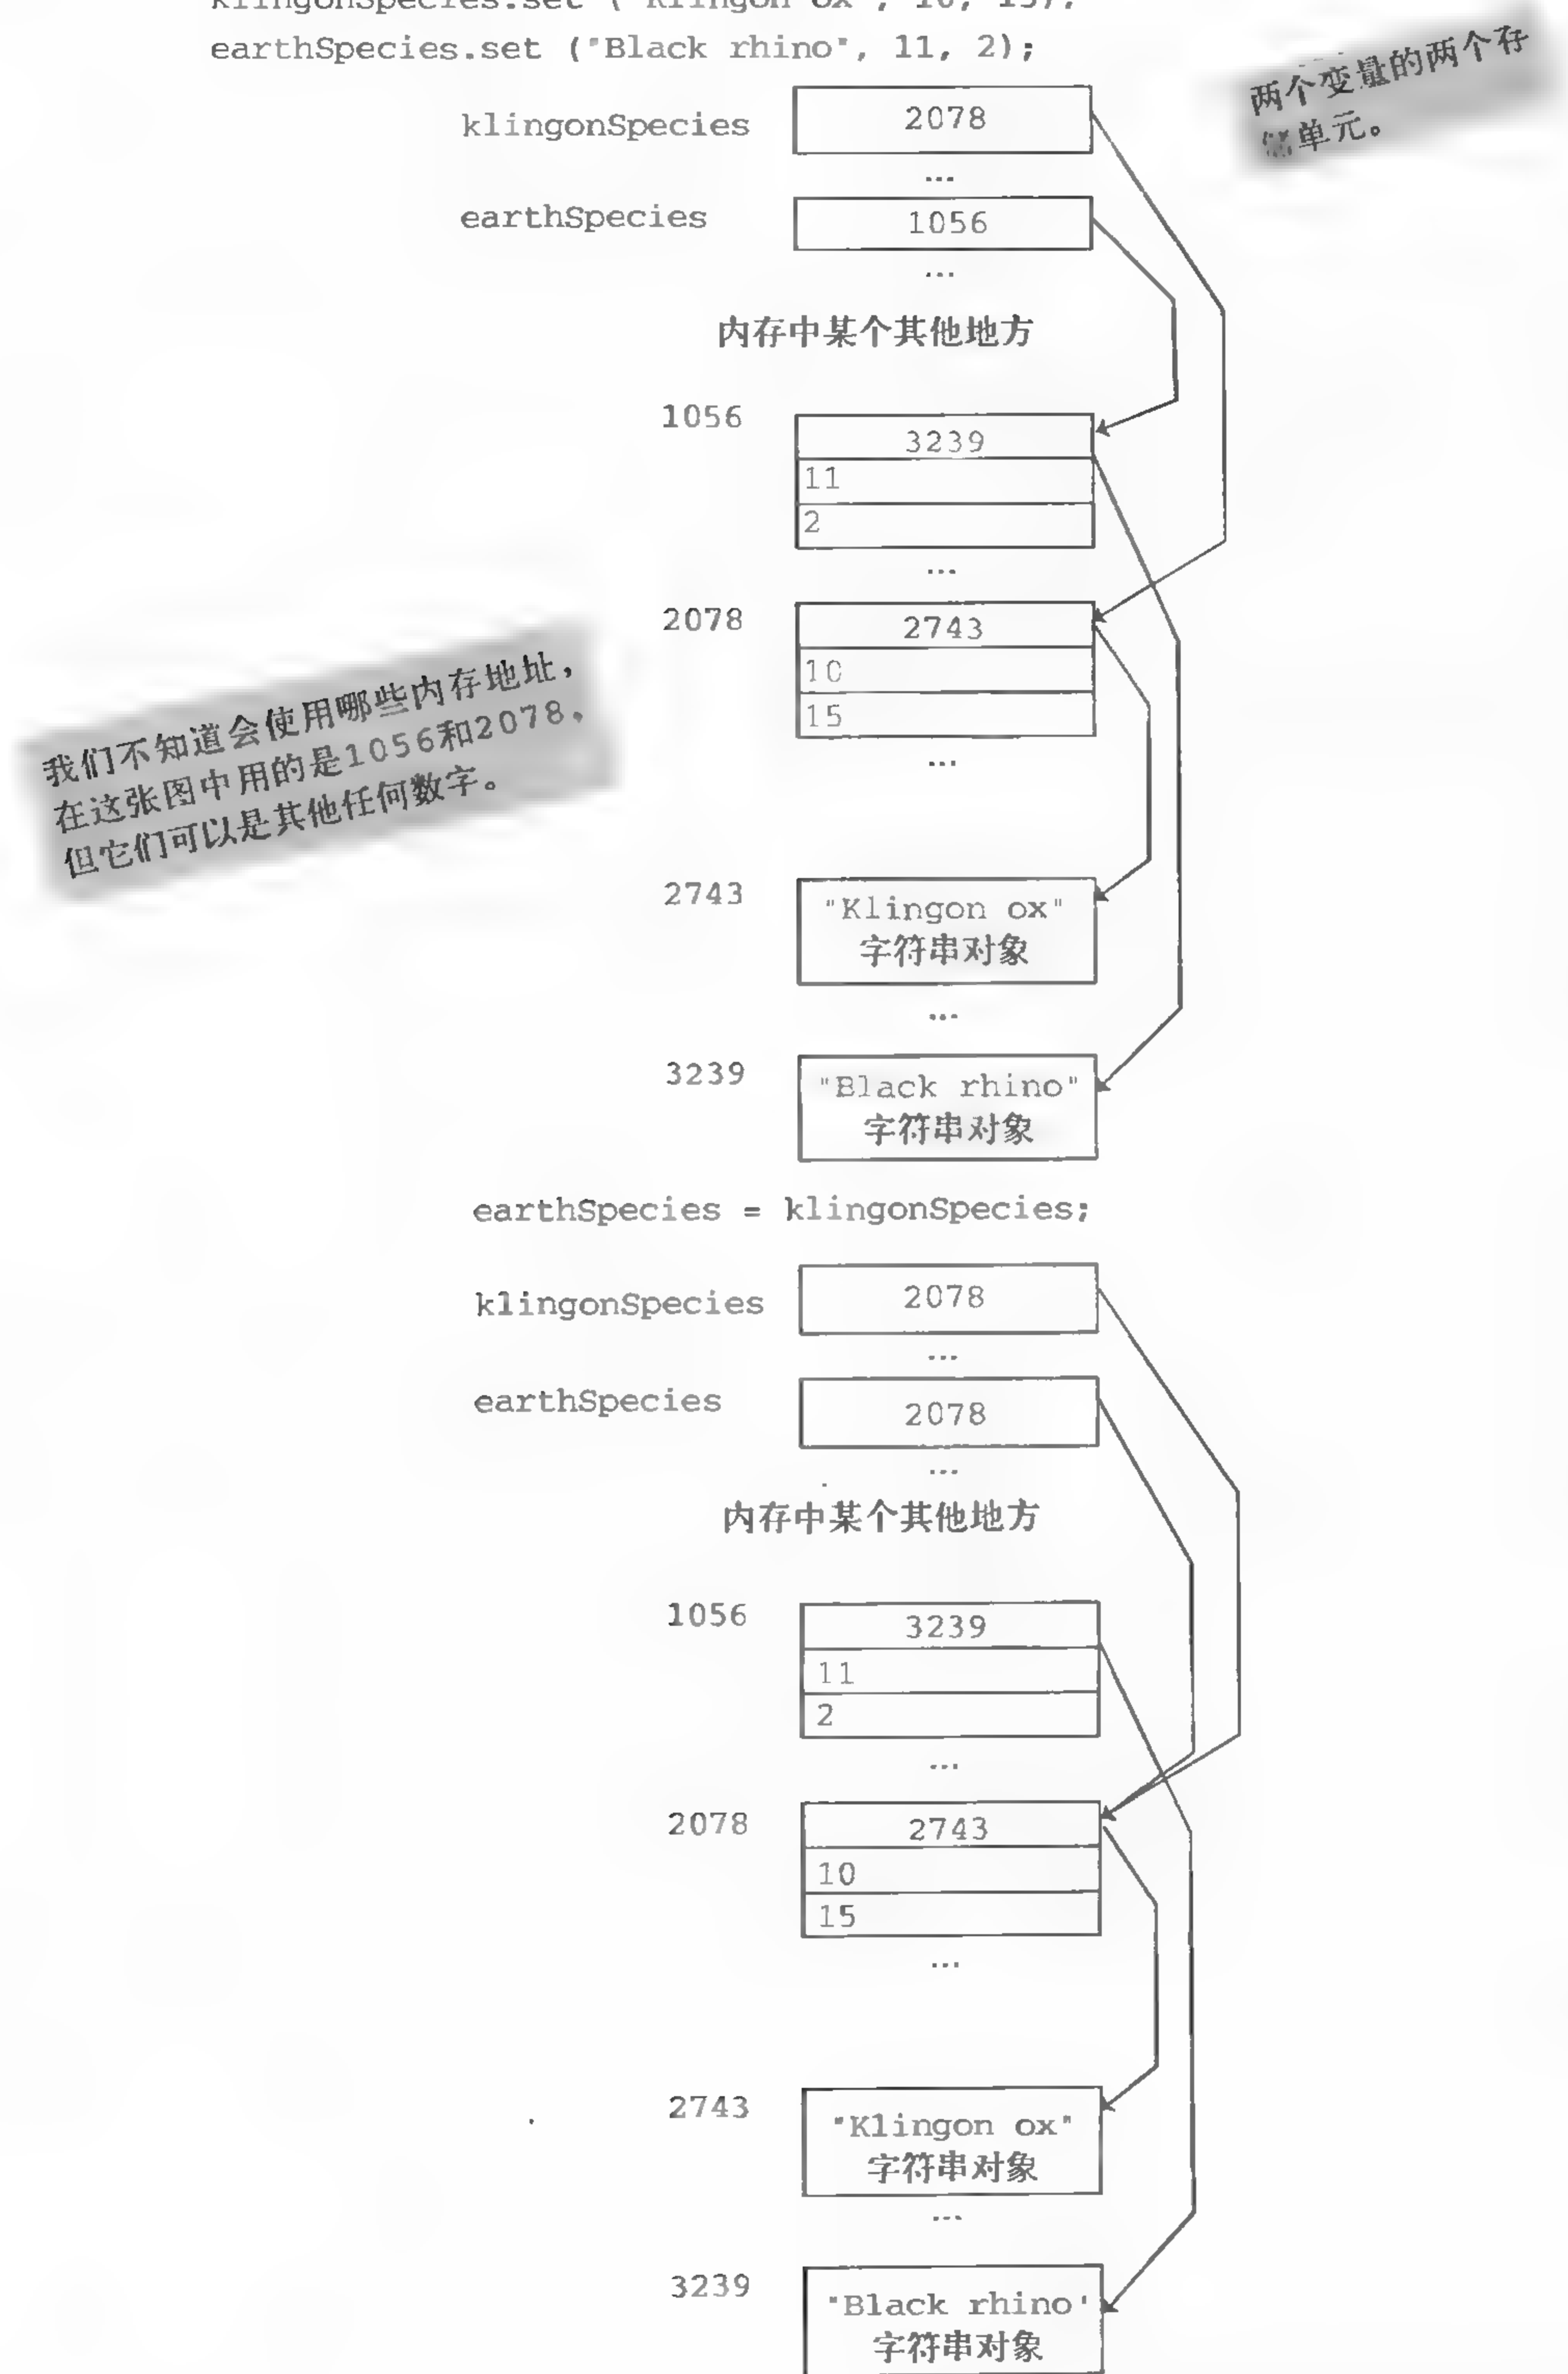 klingonSpecies.set ("Klingon ox", 10, 15);
earthSpecies.set ("Black rhino", 11, 2);
两个变量的两个存
储单元。
klingonSpecies 2078
...
earthSpecies 1056
...
内存中某个其他地方
1056 3239
11
2
...
2078 2743
10
15
...
我们不知道会使用哪些内存地址，
在这张图中用的是1056和2078，
但它们可以是其他任何数字。
2743 "Klingon ox"
字符串对象
...
3239 "Black rhino"
字符串对象
earthSpecies = klingonSpecies;
klingonSpecies 2078
...
earthSpecies 2078
...
内存中某个其他地方
1056 3239
11
2
...
2078 2743
10
15
...
2743 "Klingon ox"
字符串对象
...
3239 "Black rhino"
字符串对象